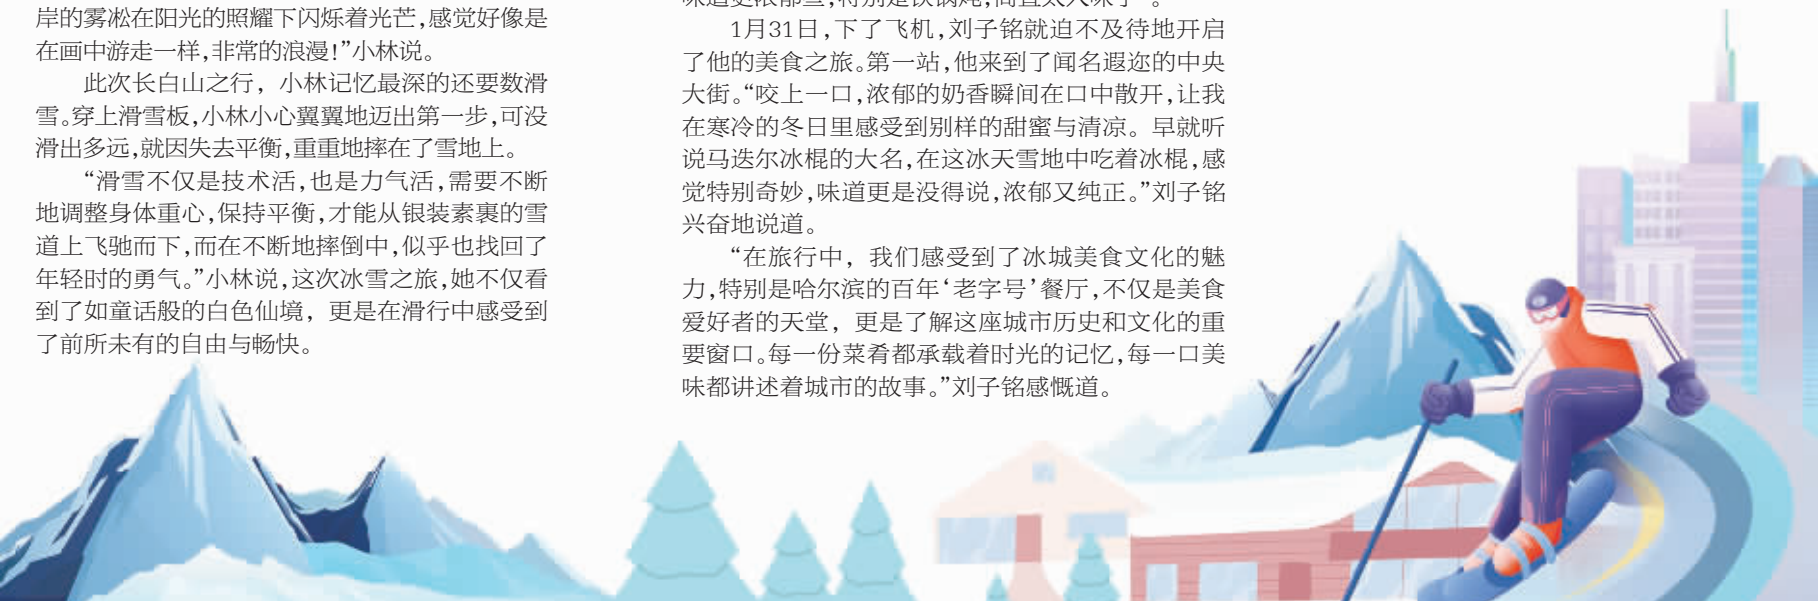 岸的雾凇在阳光的照耀下闪烁着光芒,感觉好像是
在画中游走一样,非常的浪漫!”小林说。
此次长白山之行，小林记忆最深的还要数滑
雪。穿上滑雪板,小林小心翼翼地迈出第一步,可没
滑出多远,就因失去平衡,重重地摔在了雪地上。
“滑雪不仅是技术活,也是力气活,需要不断
地调整身体重心,保持平衡,才能从银装素裹的雪
道上飞驰而下,而在不断地摔倒中,似乎也找回了
年轻时的勇气。”小林说,这次冰雪之旅,她不仅看
到了如童话般的白色仙境，更是在滑行中感受到
了前所未有的自由与畅快。
1月31日,下了飞机,刘子铭就迫不及待地开启
了他的美食之旅。第一站,他来到了闻名遐迩的中央
大街。“咬上一口,浓郁的奶香瞬间在口中散开,让我
在寒冷的冬日里感受到别样的甜蜜与清凉。早就听
说马迭尔冰棍的大名,在这冰天雪地中吃着冰棍,感
觉特别奇妙,味道更是没得说,浓郁又纯正。”刘子铭
兴奋地说道。
“在旅行中，我们感受到了冰城美食文化的魅
力,特别是哈尔滨的百年‘老字号’餐厅,不仅是美食
爱好者的天堂，更是了解这座城市历史和文化的重
要窗口。每一份菜肴都承载着时光的记忆,每一口美
味都讲述着城市的故事。”刘子铭感慨道。